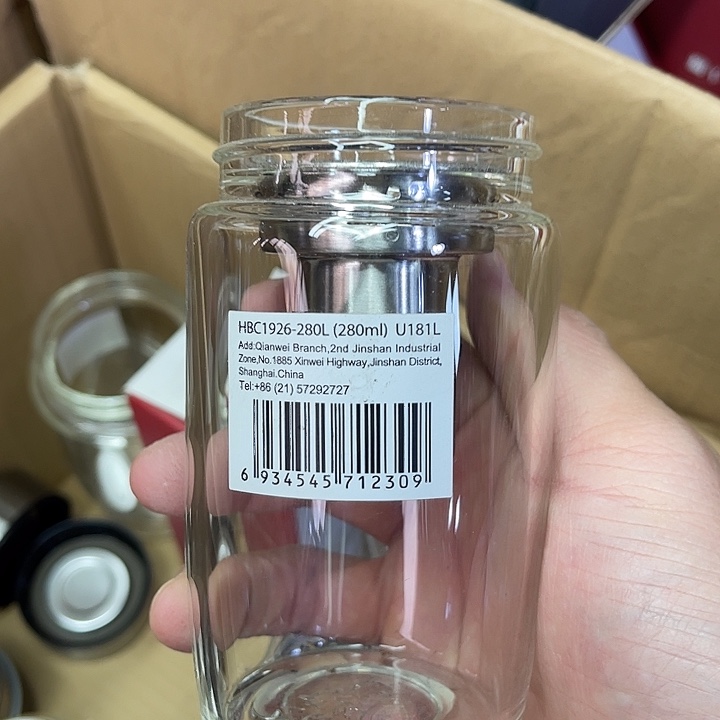 HBC1926-280L (280ml) U181L
Add:Qianwei Branch,2nd Jinshan Industrial
Zone,No.1885 Xinwei Highway,Jinshan District,
Shanghai.China
Tel:+86 (21) 57292727
6 934545 712309